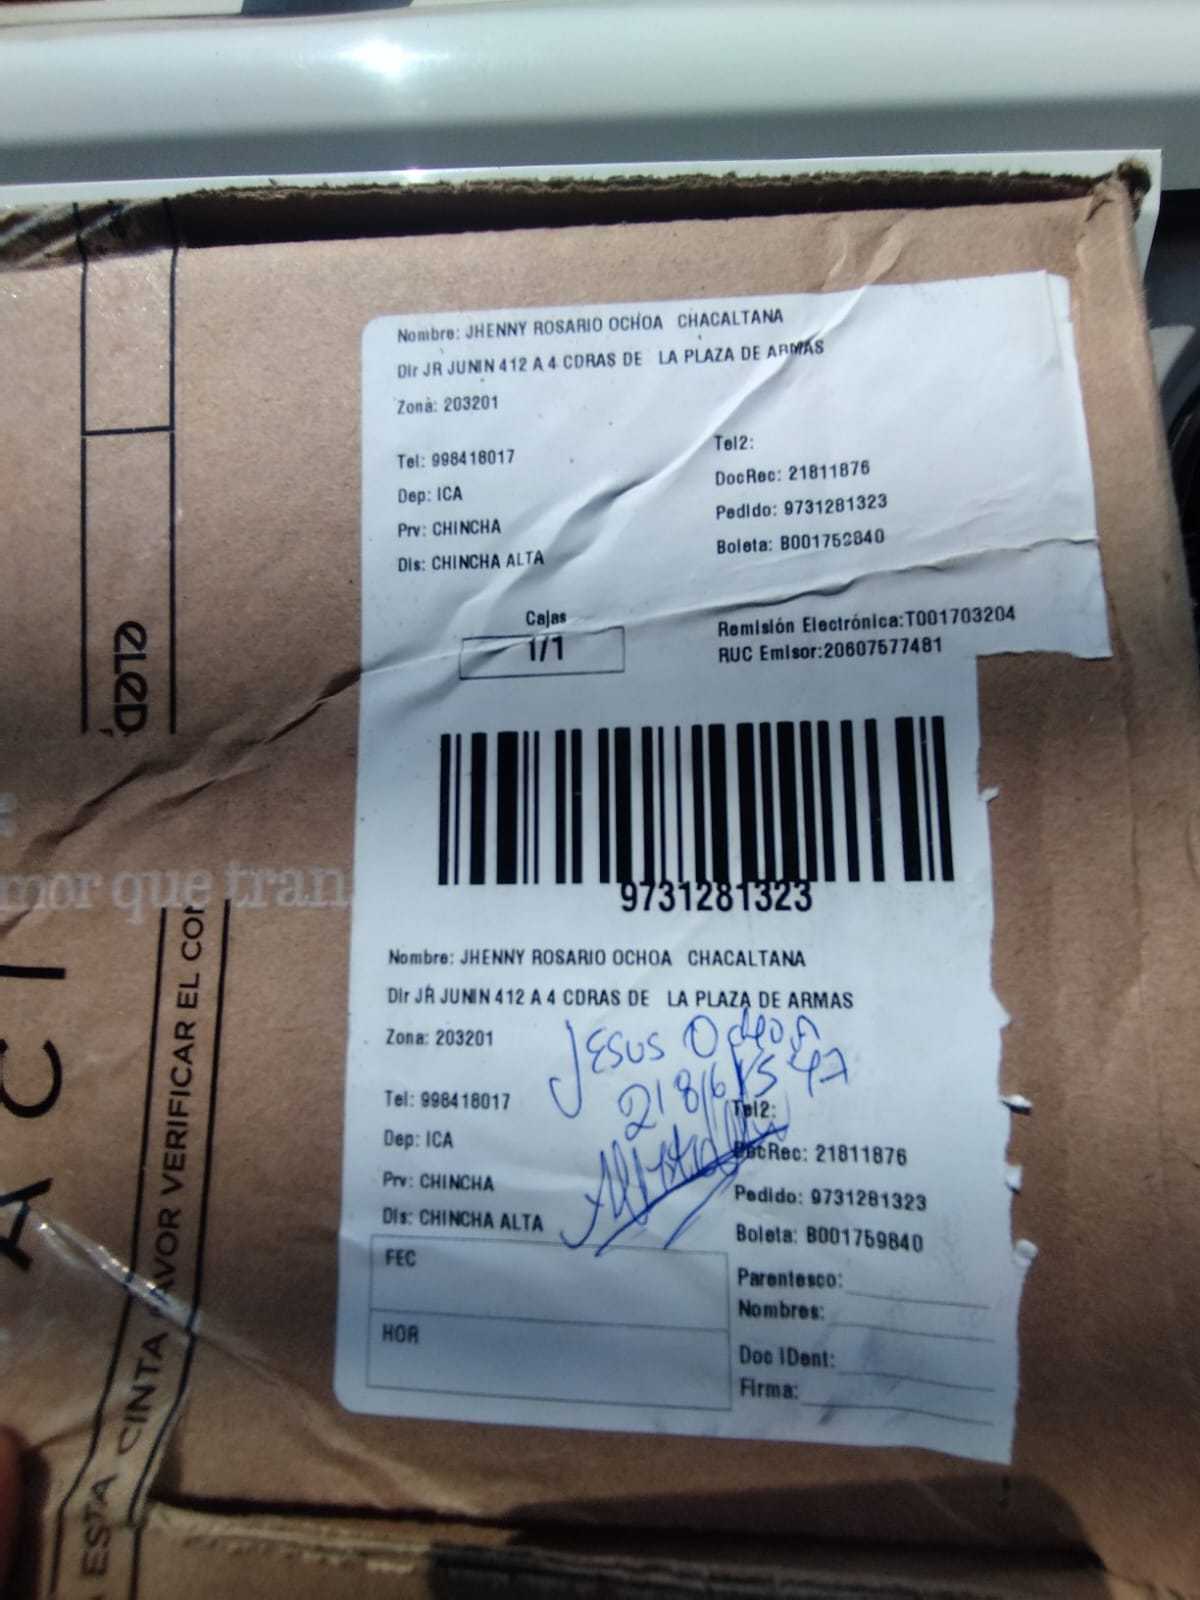 Nombre: JHENNY ROSARIO OCHOA CHACALTANA
Dir JR JUNIN 412 A 4 CDRAS DE LA PLAZA DE ARMAS
Zona: 203201
Tel: 998418017
Tel2:
Dep: ICA
DocRec: 21811876
Prv: CHINCHA
Pedido: 9731281323
Dis: CHINCHA ALTA
Boleta: B001759840
Cajas
1/1
Remisión Electrónica:T001703204
RUC Emisor:20607577481
9731281323
Nombre: JHENNY ROSARIO OCHOA CHACALTANA
Dir JR JUNIN 412 A 4 CDRAS DE LA PLAZA DE ARMAS
Zona: 203201
JESUS Ochoa
Tel: 998418017
Tel2:
Dep: ICA
DocRec: 21811876
Prv: CHINCHA
Pedido: 9731281323
Dis: CHINCHA ALTA
Boleta: B001759840
FEC
HOR
Parentesco:
Nombres:
Doc IDent:
Firma:
mor que tran
ESTA CINTA FAVOR VERIFICAR EL CON